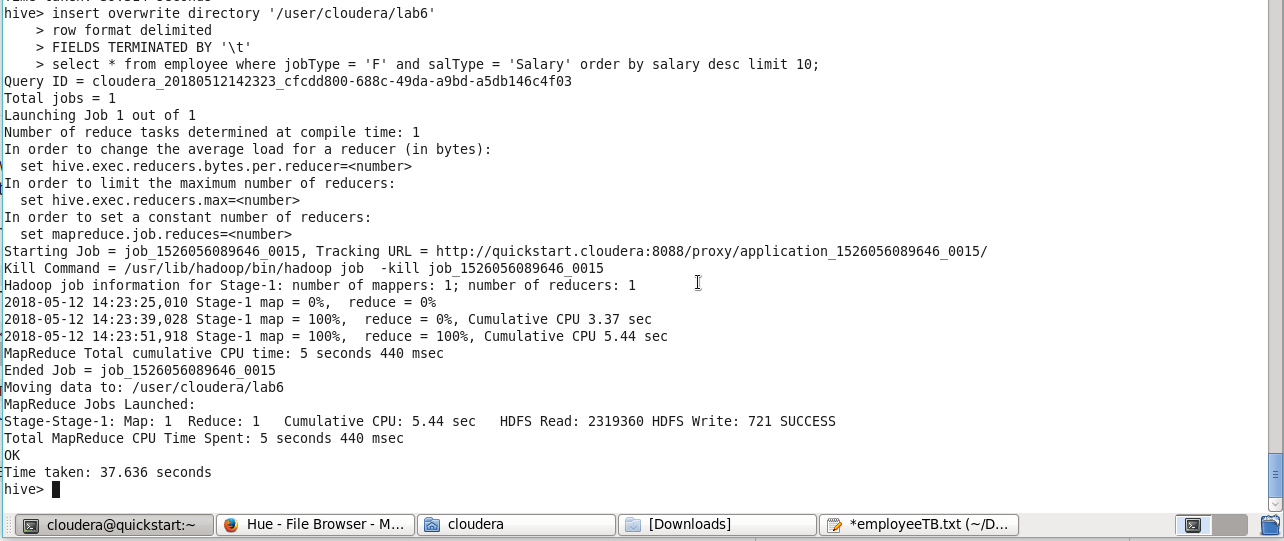 hive> insert overwrite directory '/user/cloudera/lab6'
    > row format delimited
    > FIELDS TERMINATED BY '\t'
    > select * from employee where jobType = 'F' and salType = 'Salary' order by salary desc limit 10;
Query ID = cloudera_20180512142323_cfcdd800-688c-49da-a9bd-a5db146c4f03
Total jobs = 1
Launching Job 1 out of 1
Number of reduce tasks determined at compile time: 1
In order to change the average load for a reducer (in bytes):
  set hive.exec.reducers.bytes.per.reducer=<number>
In order to limit the maximum number of reducers:
  set hive.exec.reducers.max=<number>
In order to set a constant number of reducers:
  set mapreduce.job.reduces=<number>
Starting Job = job_1526056089646_0015, Tracking URL = http://quickstart.cloudera:8088/proxy/application_1526056089646_0015/
Kill Command = /usr/lib/hadoop/bin/hadoop job  -kill job_1526056089646_0015
Hadoop job information for Stage-1: number of mappers: 1; number of reducers: 1
2018-05-12 14:23:25,010 Stage-1 map = 0%,  reduce = 0%
2018-05-12 14:23:39,028 Stage-1 map = 100%,  reduce = 0%, Cumulative CPU 3.37 sec
2018-05-12 14:23:51,918 Stage-1 map = 100%,  reduce = 100%, Cumulative CPU 5.44 sec
MapReduce Total cumulative CPU time: 5 seconds 440 msec
Ended Job = job_1526056089646_0015
Moving data to: /user/cloudera/lab6
MapReduce Jobs Launched:
Stage-Stage-1: Map: 1  Reduce: 1   Cumulative CPU: 5.44 sec   HDFS Read: 2319360 HDFS Write: 721 SUCCESS
Total MapReduce CPU Time Spent: 5 seconds 440 msec
OK
Time taken: 37.636 seconds
hive>
cloudera@quickstart:~ Hue - File Browser - M... cloudera [Downloads] *employeeTB.txt (~/D...